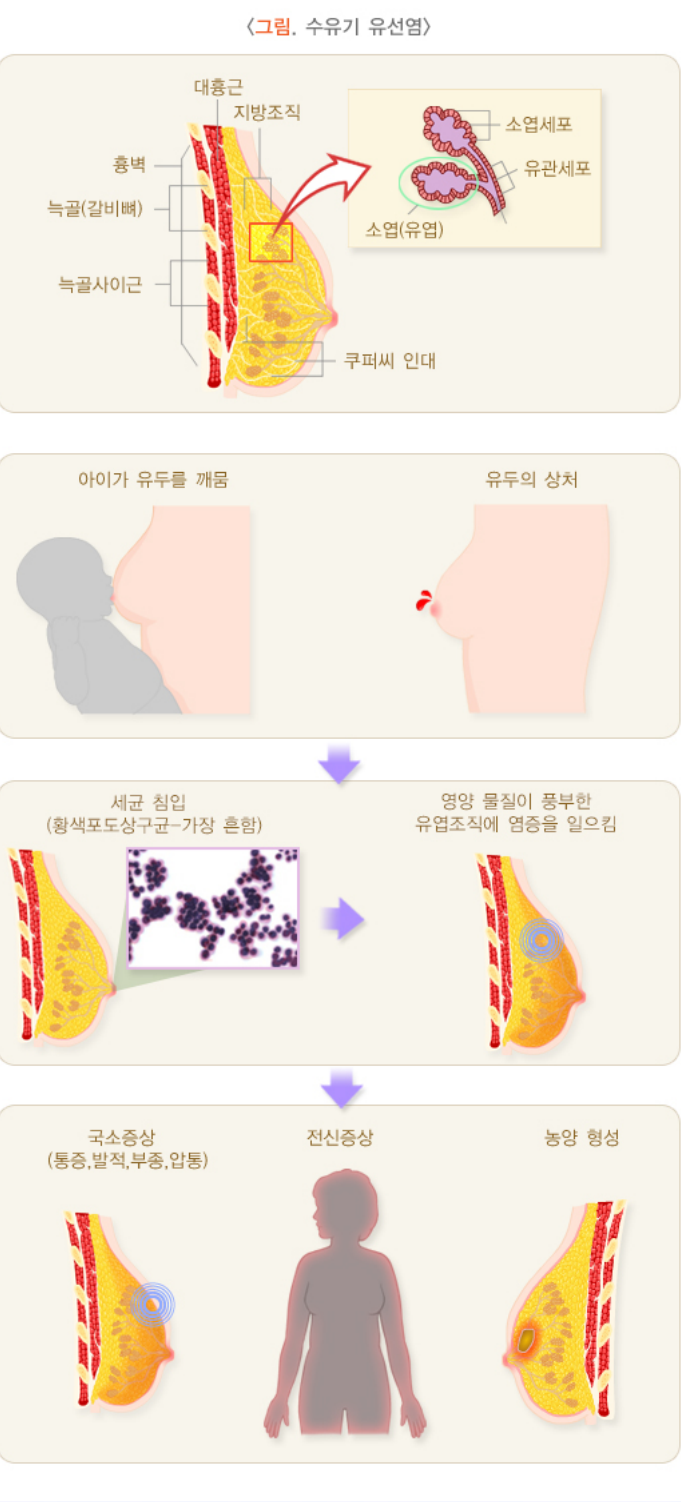 <그림. 수유기 유선염>
대흉근
지방조직
흉벽
늑골(갈비뼈)
늑골사이근
소엽세포
유관세포
소엽(유엽)
쿠퍼씨 인대
아이가 유두를 깨뭄
유두의 상처
세균 침입
(황색포도상구균-가장 흔함)
영양 물질이 풍부한
유엽조직에 염증을 일으킴
국소증상
(통증,발적,부종,압통)
전신증상
농양 형성